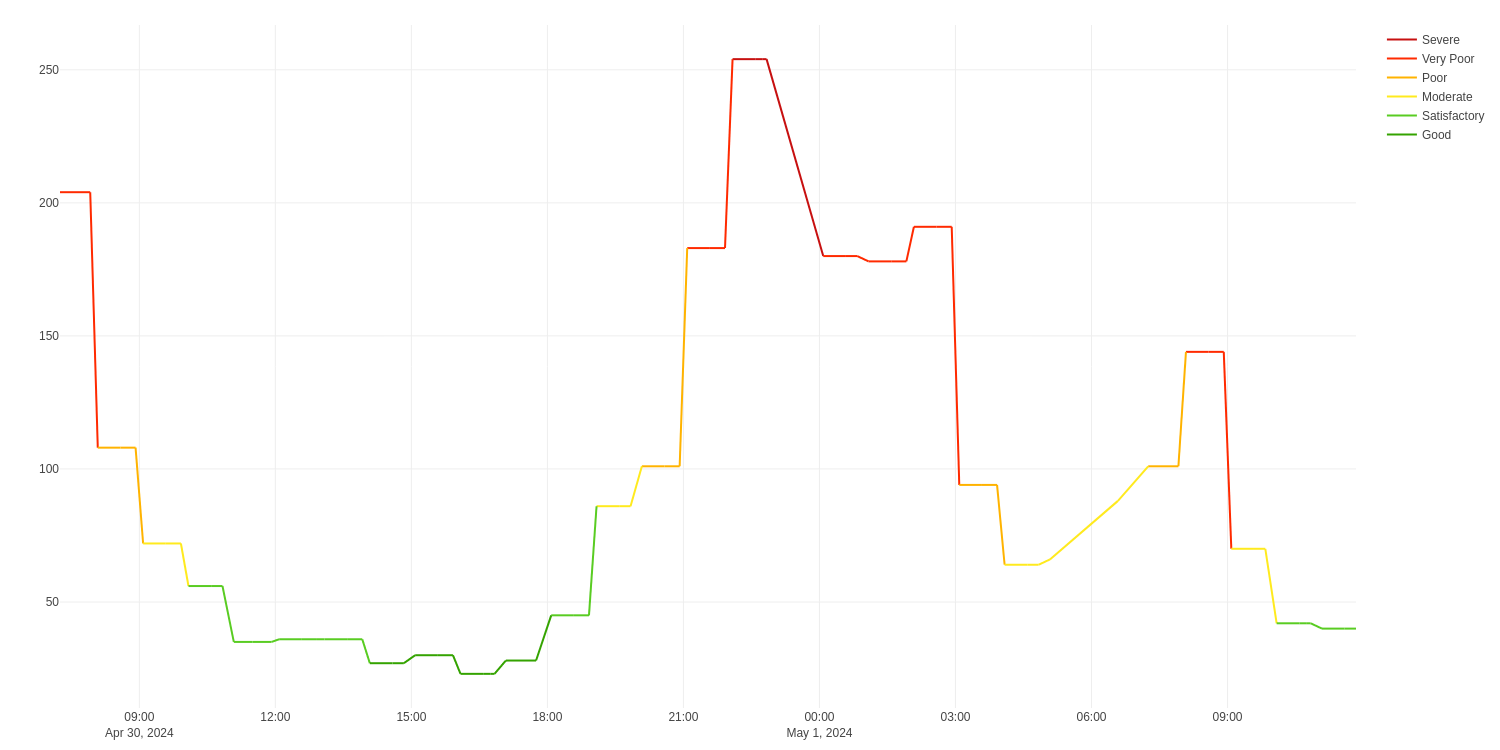 250
200
150
100
50
09:00
Apr 30, 2024
12:00
15:00
18:00
21:00
00:00
May 1, 2024
03:00
06:00
09:00
Severe
Very Poor
Poor
Moderate
Satisfactory
Good